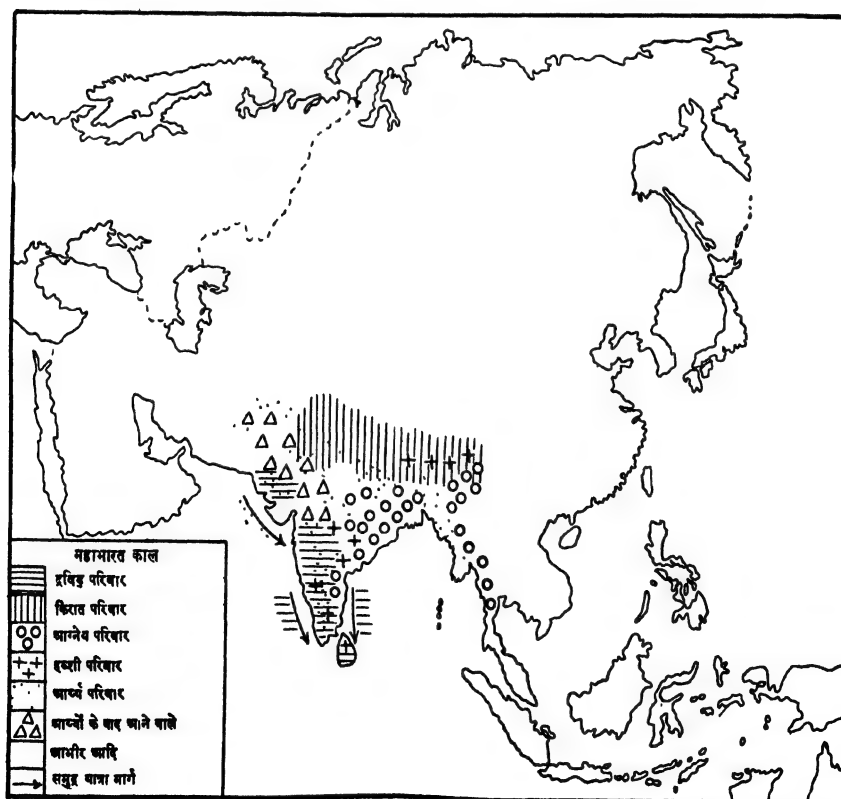 महाभारत काल
द्रविड़ परिवार
किरात परिवार
आग्नेय परिवार
हब्शी परिवार
आर्य्य परिवार
आर्य्यों के बाद आने वाले
आभीर आदि
समुद्र यात्रा मार्ग